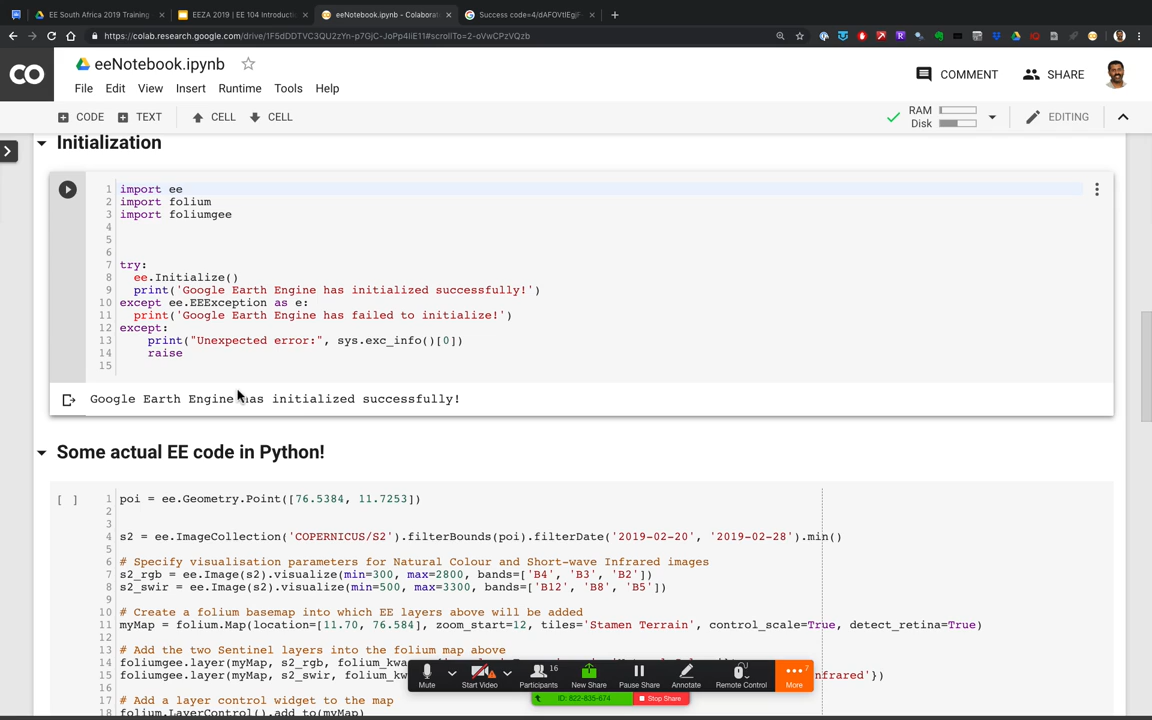 EE South Africa 2019 Training
EEZA 2019 | EE 104 Introducti
eeNotebook.ipynb - Colaborat
Success code=4/dAFOVtlEgjF
https://colab.research.google.com/drive/1F5dDDTVC3QU2zYn-p7GjC-JoPp4IiE11#scrollTo=2-oVwCPzVQzb
CO
eeNotebook.ipynb
COMMENT
SHARE
File Edit View Insert Runtime Tools Help
CODE TEXT CELL CELL
RAM
Disk
EDITING
Initialization
1 import ee
2 import folium
3 import foliumgee
4
5
6
7 try:
8 ee.Initialize()
9 print('Google Earth Engine has initialized successfully!')
10 except ee.EEException as e:
11 print('Google Earth Engine has failed to initialize!')
12 except:
13 print("Unexpected error:", sys.exc_info()[0])
14 raise
15
Google Earth Engine has initialized successfully!
Some actual EE code in Python!
[ ]
1 poi = ee.Geometry.Point([76.5384, 11.7253])
2
3
4 s2 = ee.ImageCollection('COPERNICUS/S2').filterBounds(poi).filterDate('2019-02-20', '2019-02-28').min()
5
6 # Specify visualisation parameters for Natural Colour and Short-wave Infrared images
7 s2_rgb = ee.Image(s2).visualize(min=300, max=2800, bands=['B4', 'B3', 'B2'])
8 s2_swir = ee.Image(s2).visualize(min=500, max=3300, bands=['B12', 'B8', 'B5'])
9
10 # Create a folium basemap into which EE layers above will be added
11 myMap = folium.Map(location=[11.70, 76.584], zoom_start=12, tiles='Stamen Terrain', control_scale=True, detect_retina=True)
12
13 # Add the two Sentinel layers into the folium map above
14 foliumgee.layer(myMap, s2_rgb, folium_kwa
15 foliumgee.layer(myMap, s2_swir, folium_kw nfrared'})
16
17 # Add a layer control widget to the map
18 folium.LayerControl().add_to(myMap)
Mute Start Video Participants 16 New Share Pause Share Annotate Remote Control More 7
ID: 822-835-674 Stop Share